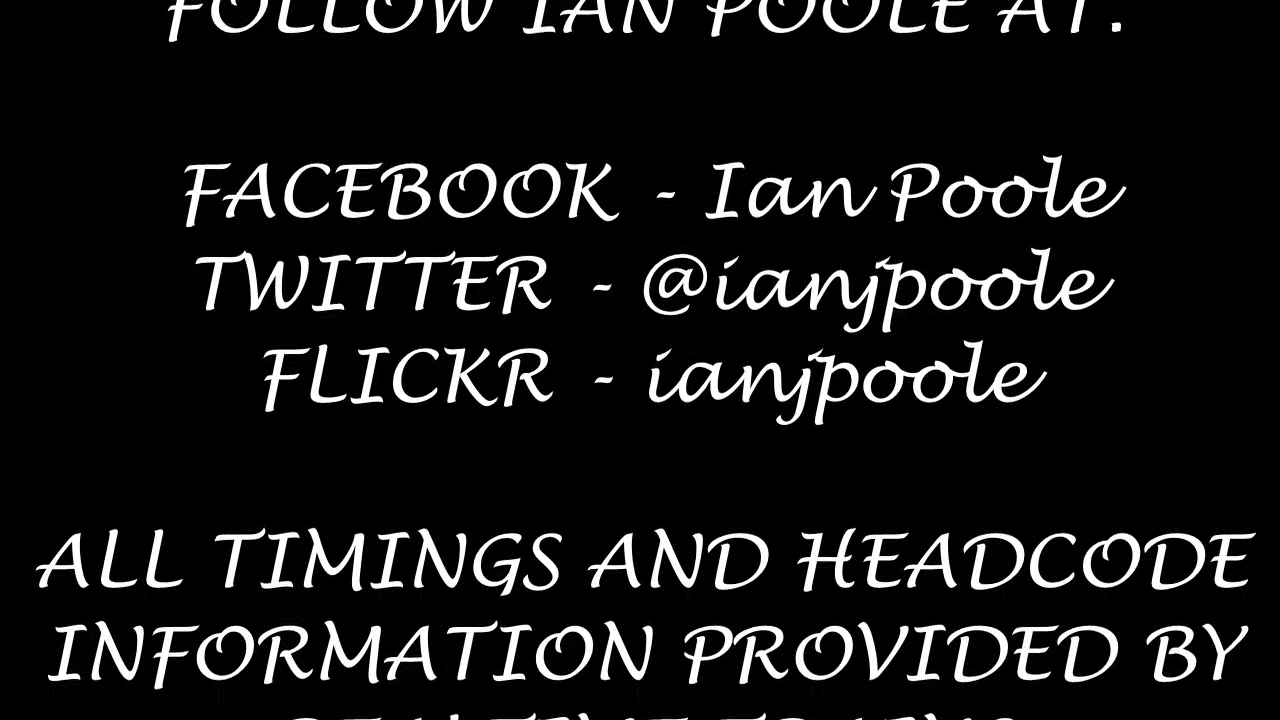 FOLLOW IAN POOLE AT:
FACEBOOK - Ian Poole
TWITTER - @ianjpoole
FLICKR - ianjpoole
ALL TIMINGS AND HEADCODE
INFORMATION PROVIDED BY